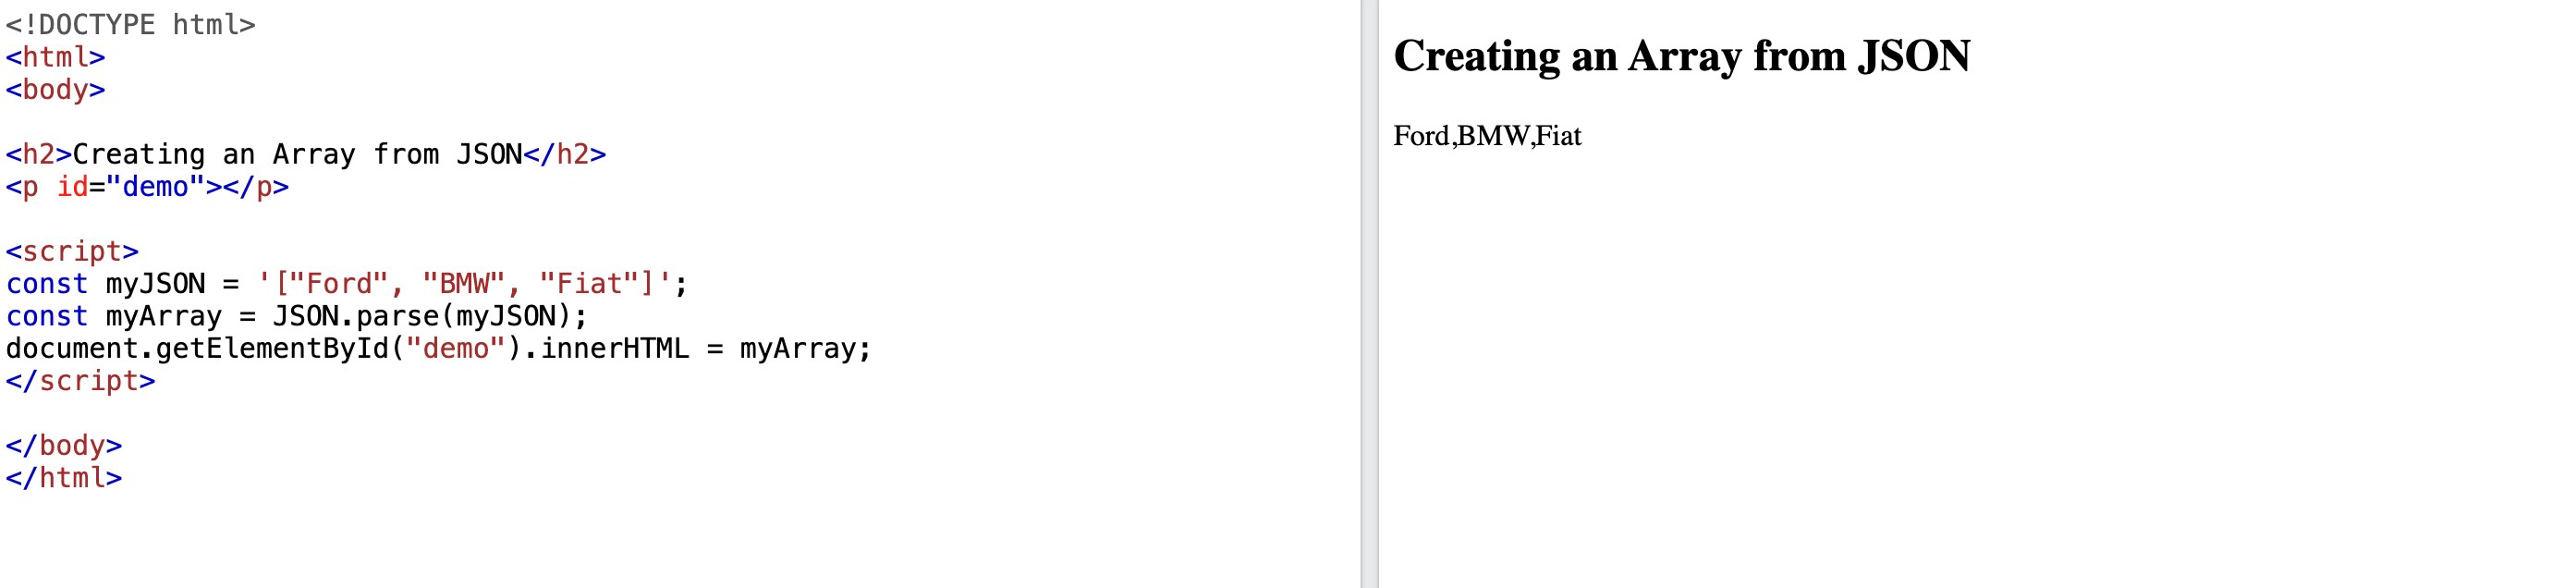 <!DOCTYPE html>
<html>
<body>
<h2>Creating an Array from JSON</h2>
<p id="demo"></p>
<script>
const myJSON = '["Ford", "BMW", "Fiat"]';
const myArray = JSON.parse(myJSON);
document.getElementById("demo").innerHTML = myArray;
</script>
</body>
</html>
Creating an Array from JSON
Ford,BMW,Fiat